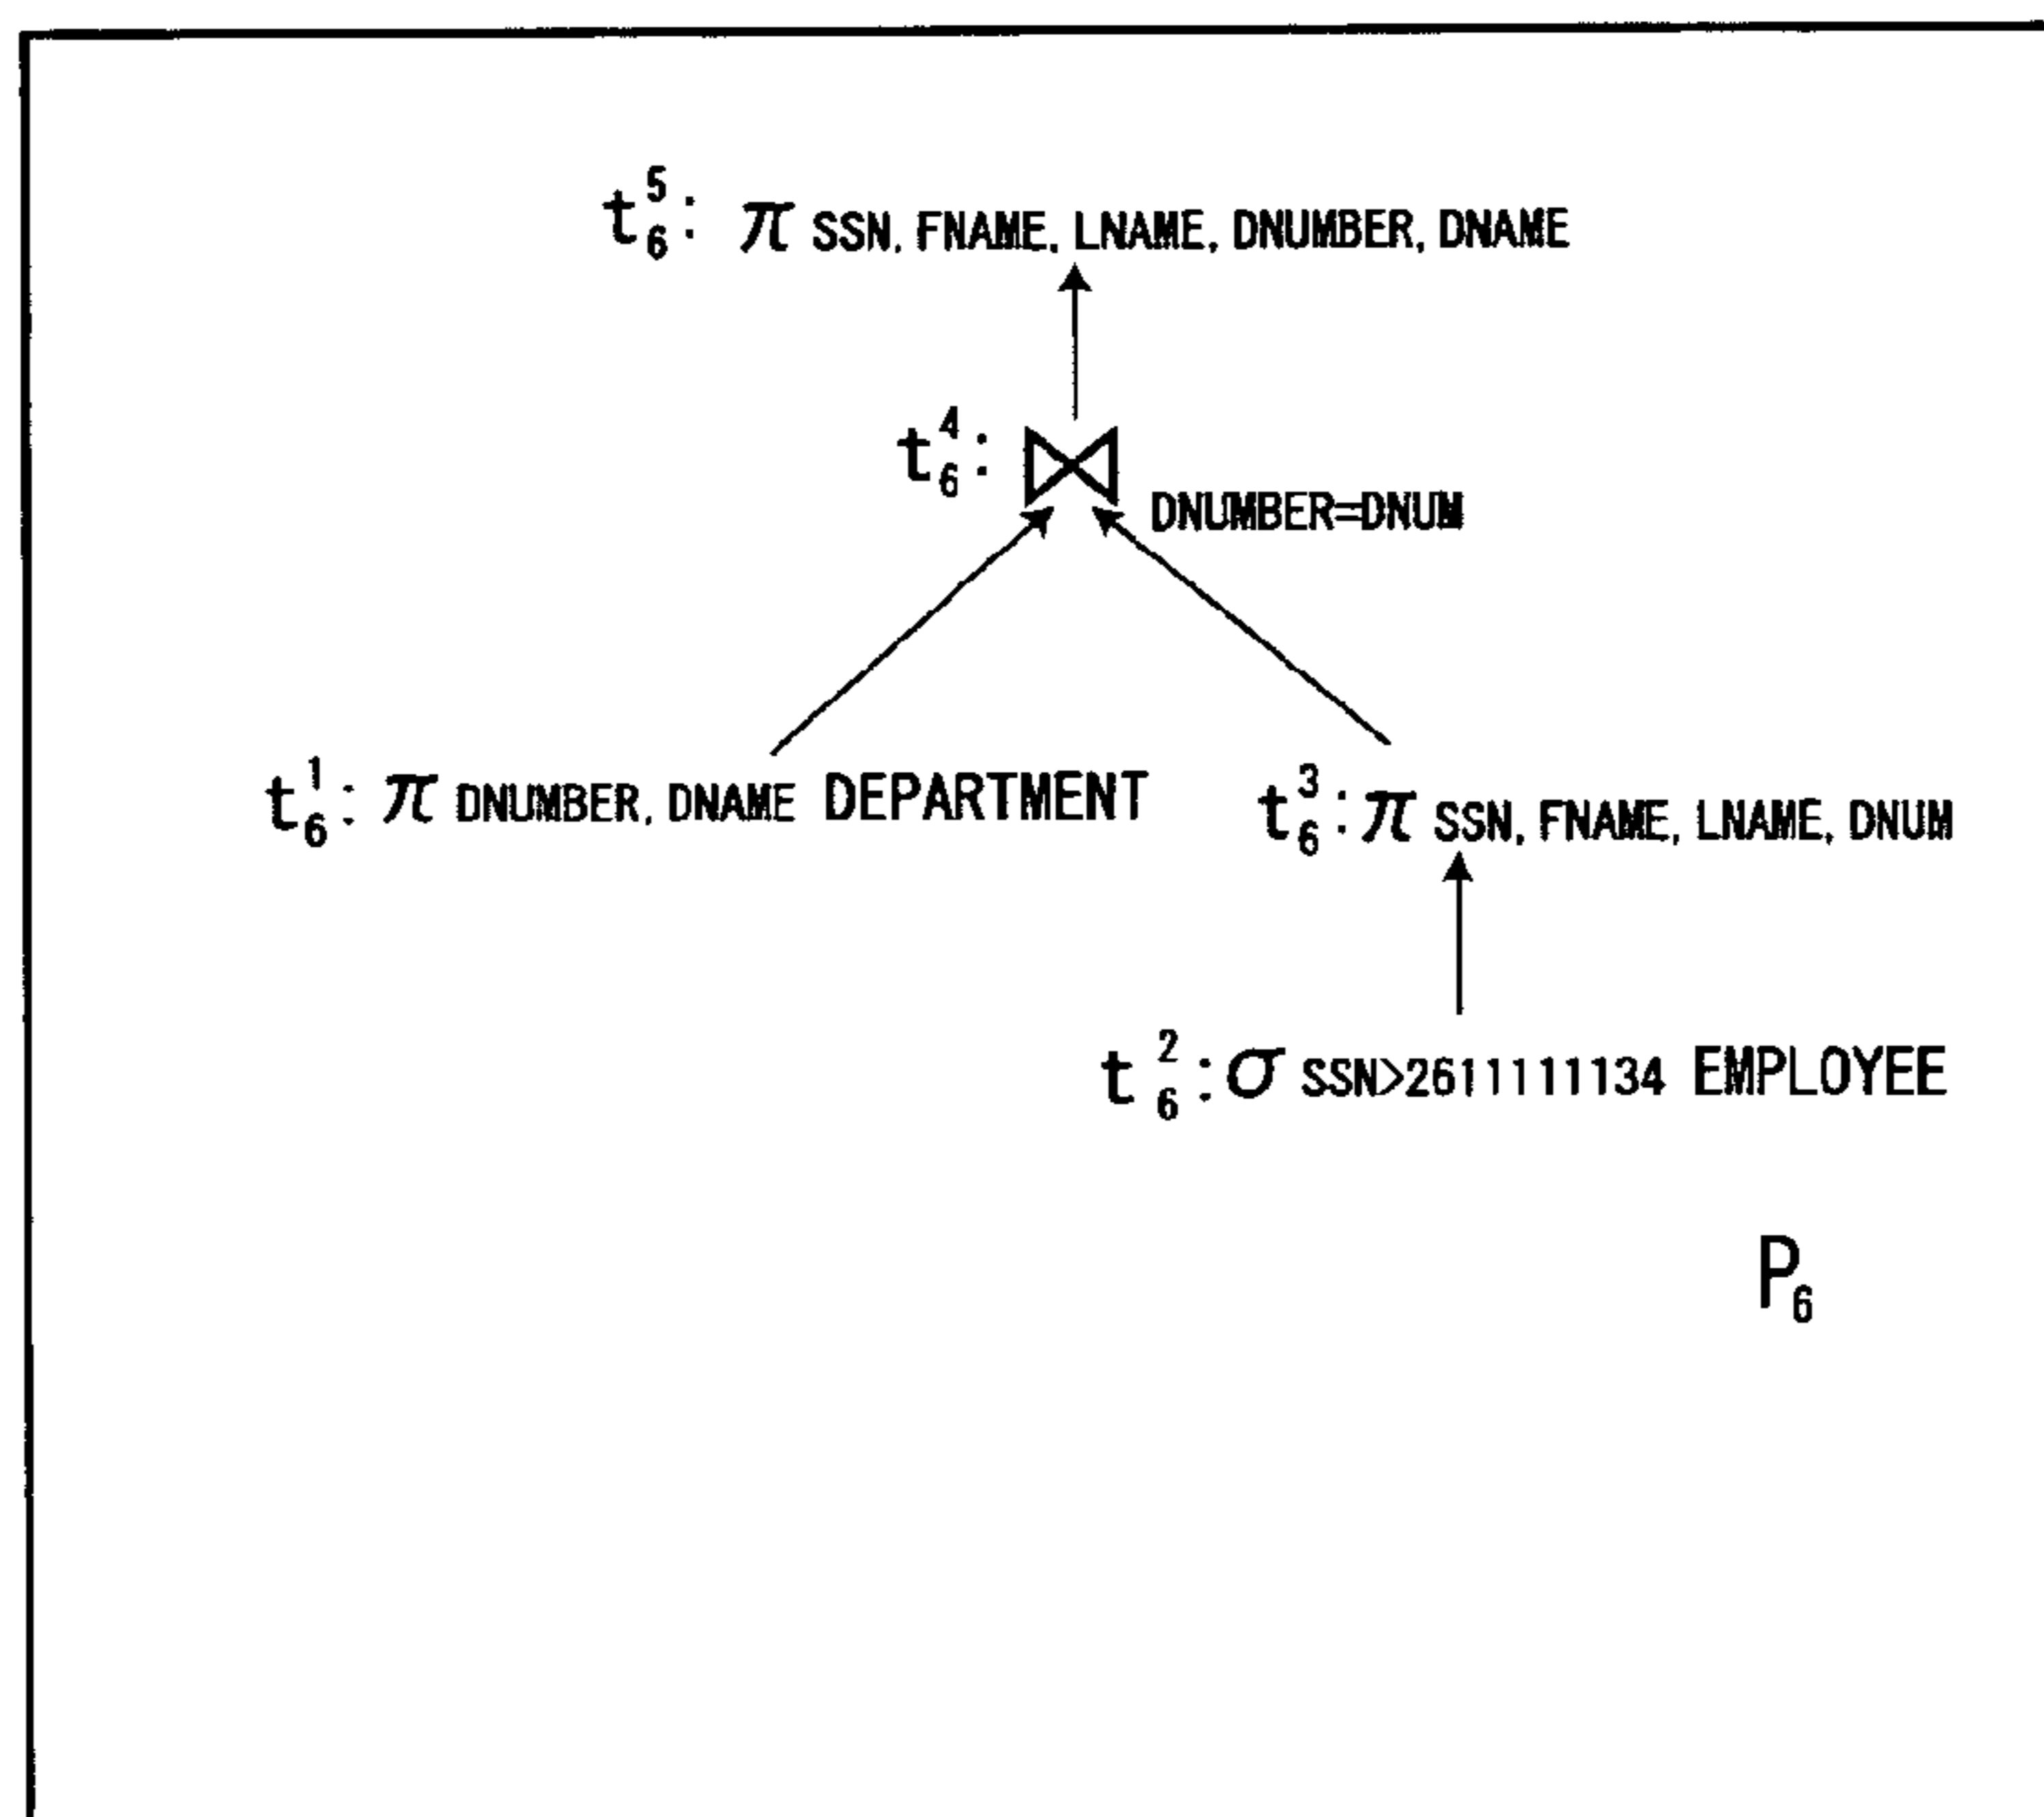 t⁵₆: π SSN, FNAME, LNAME, DNUMBER, DNAME
t⁴₆: ⋈ DNUMBER=DNUM
t¹₆: π DNUMBER, DNAME DEPARTMENT
t³₆: π SSN, FNAME, LNAME, DNUM
t²₆: σ SSN>2611111134 EMPLOYEE
P₆